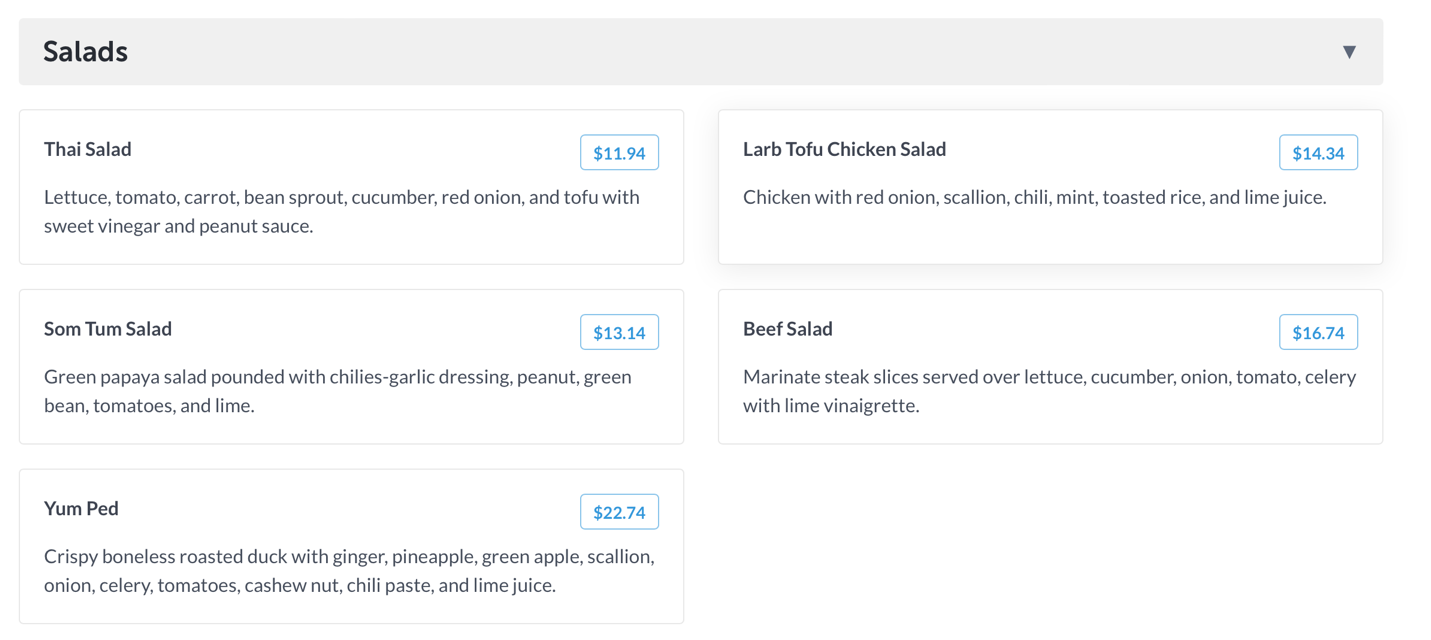 Salads ▼
Thai Salad
$11.94
Lettuce, tomato, carrot, bean sprout, cucumber, red onion, and tofu with
sweet vinegar and peanut sauce.
Larb Tofu Chicken Salad
$14.34
Chicken with red onion, scallion, chili, mint, toasted rice, and lime juice.
Som Tum Salad
$13.14
Green papaya salad pounded with chilies-garlic dressing, peanut, green
bean, tomatoes, and lime.
Beef Salad
$16.74
Marinate steak slices served over lettuce, cucumber, onion, tomato, celery
with lime vinaigrette.
Yum Ped
$22.74
Crispy boneless roasted duck with ginger, pineapple, green apple, scallion,
onion, celery, tomatoes, cashew nut, chili paste, and lime juice.